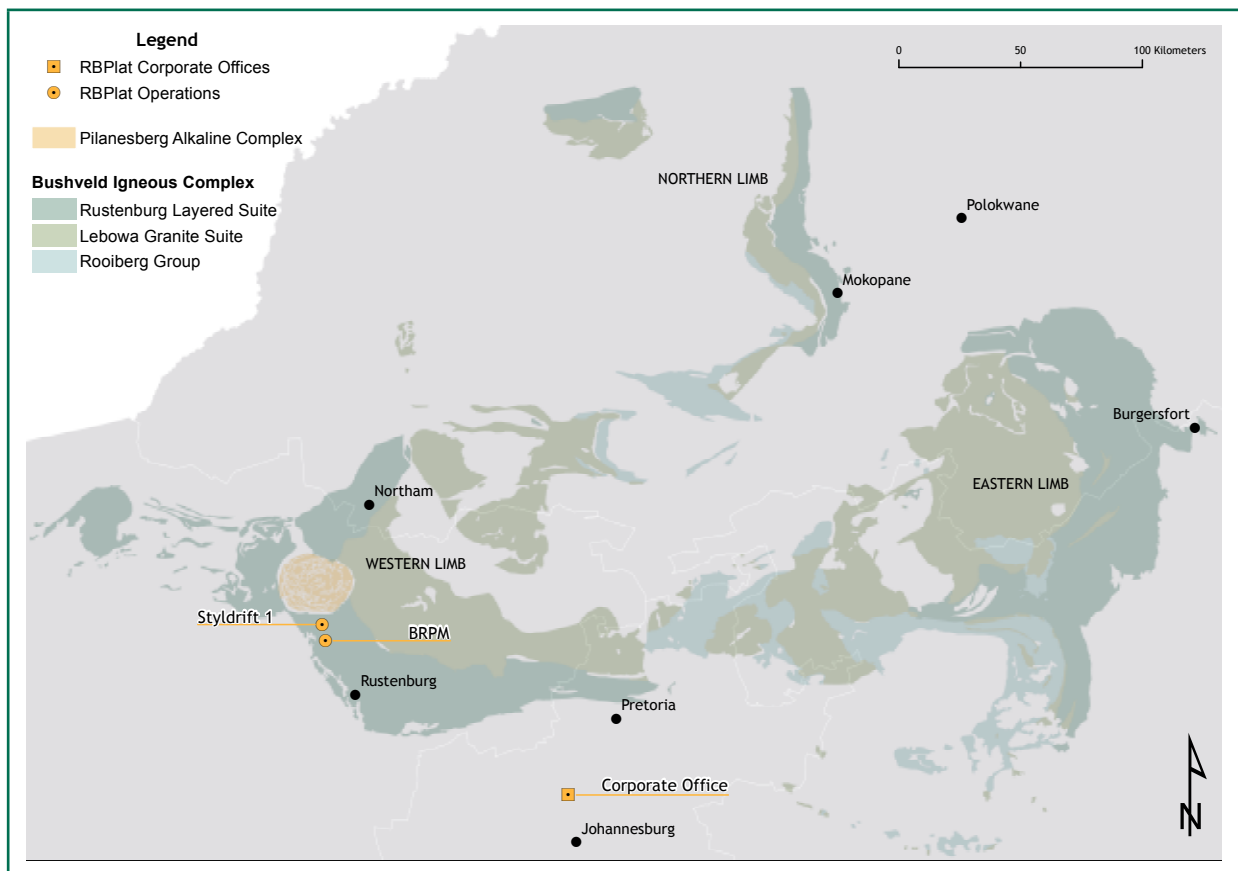 Legend
RBPlat Corporate Offices
RBPlat Operations
Pilanesberg Alkaline Complex
Bushveld Igneous Complex
Rustenburg Layered Suite
Lebowa Granite Suite
Rooiberg Group
0 50 100 Kilometers
NORTHERN LIMB
Polokwane
Mokopane
Burgersfort
EASTERN LIMB
Northam
WESTERN LIMB
Styldrift 1
BRPM
Rustenburg
Pretoria
Corporate Office
Johannesburg
N